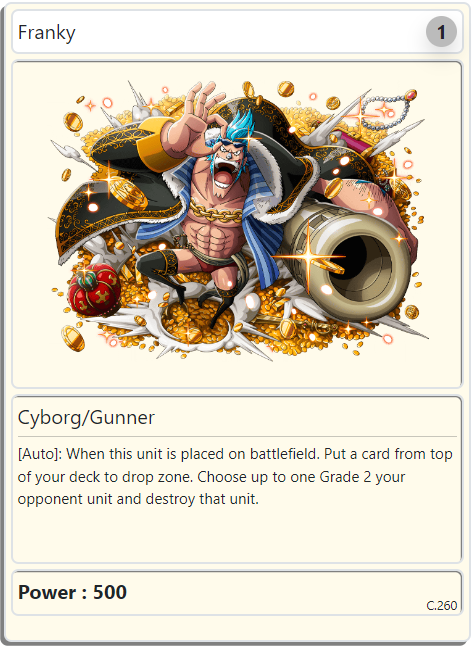 Franky
1
Cyborg/Gunner
[Auto]: When this unit is placed on battlefield. Put a card from top
of your deck to drop zone. Choose up to one Grade 2 your
opponent unit and destroy that unit.
Power : 500
C.260